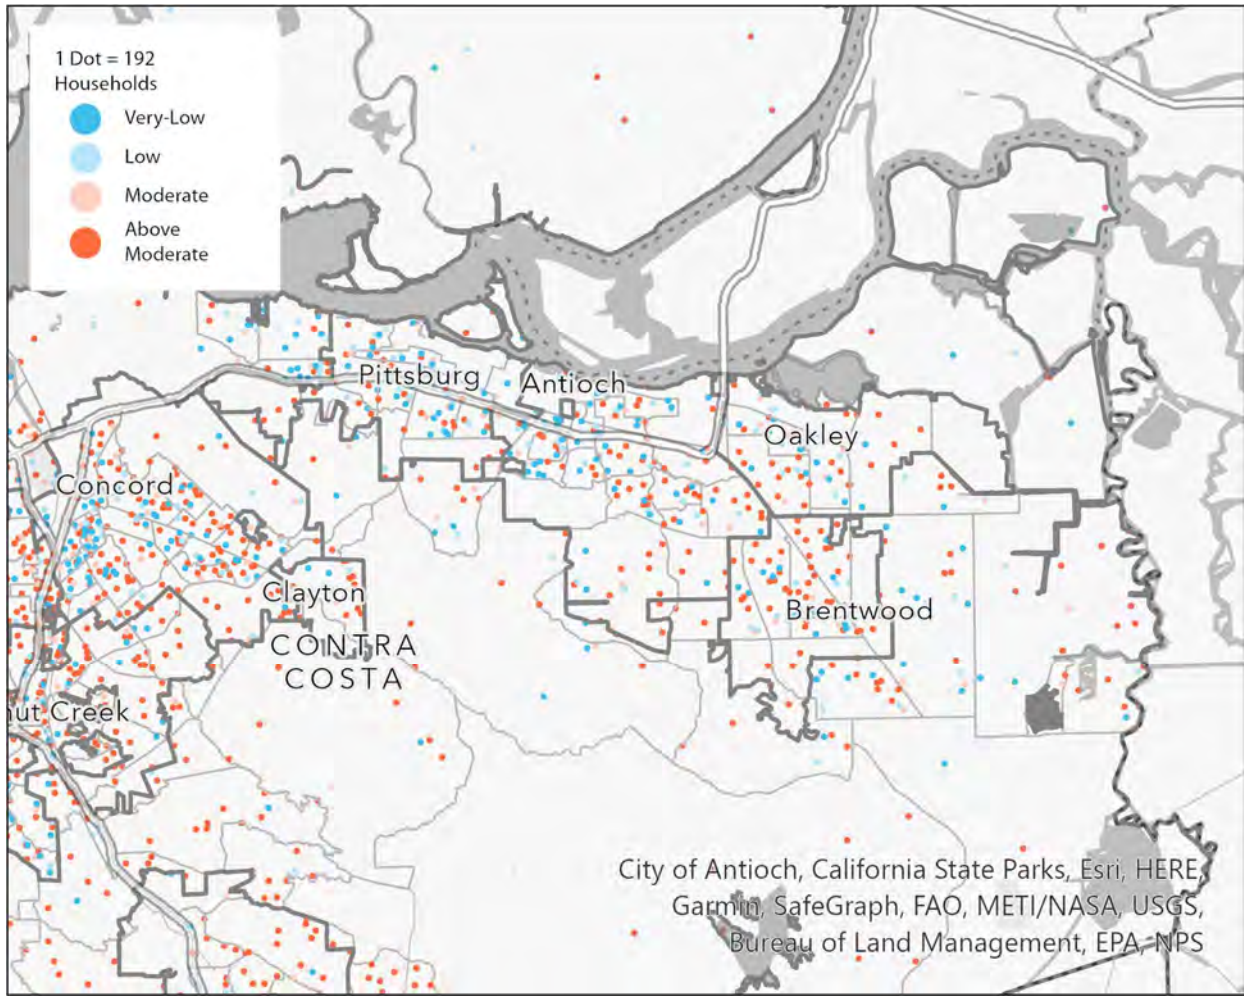 1 Dot = 192
Households
Very-Low
Low
Moderate
Above
Moderate
Pittsburg
Antioch
Oakley
Concord
Clayton
Brentwood
CONTRA
COSTA
nut Creek
City of Antioch, California State Parks, Esri, HERE,
Garmin, SafeGraph, FAO, METI/NASA, USGS,
Bureau of Land Management, EPA, NPS